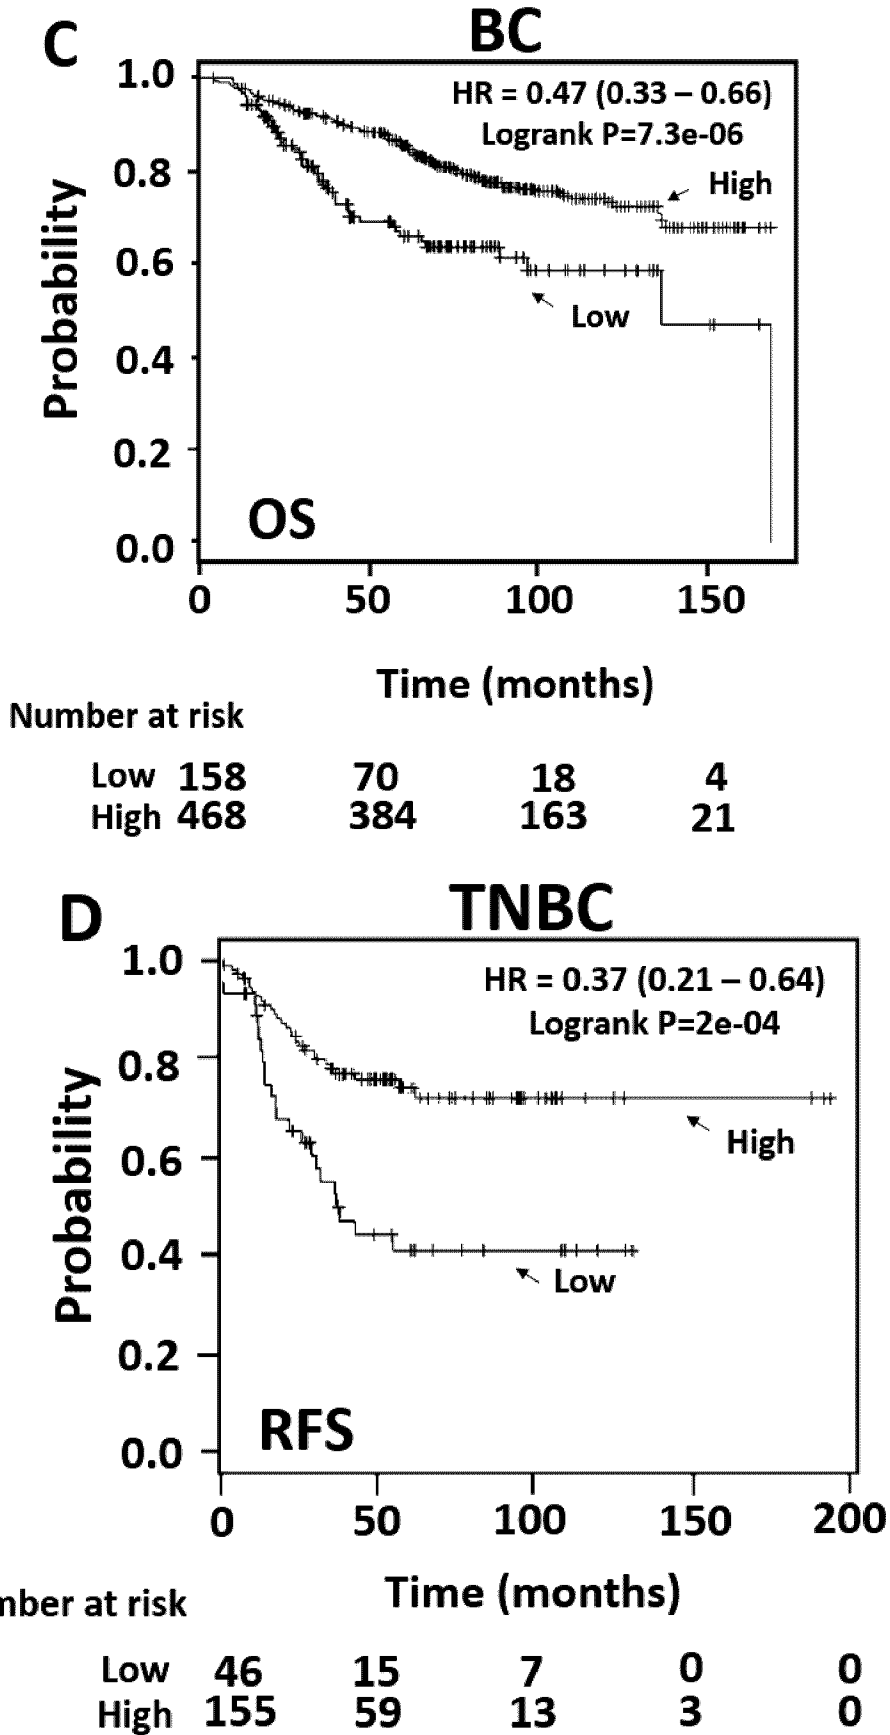 C BC
1.0
HR = 0.47 (0.33 – 0.66)
Logrank P=7.3e-06
0.8
High
0.6
Low
0.4
0.2
OS
0.0
Probability
0 50 100 150
Time (months)
Number at risk
Low 158 70 18 4
High 468 384 163 21
D TNBC
1.0
HR = 0.37 (0.21 – 0.64)
Logrank P=2e-04
0.8
High
0.6
0.4
Low
0.2
RFS
0.0
Probability
0 50 100 150 200
Time (months)
mber at risk
Low 46 15 7 0 0
High 155 59 13 3 0